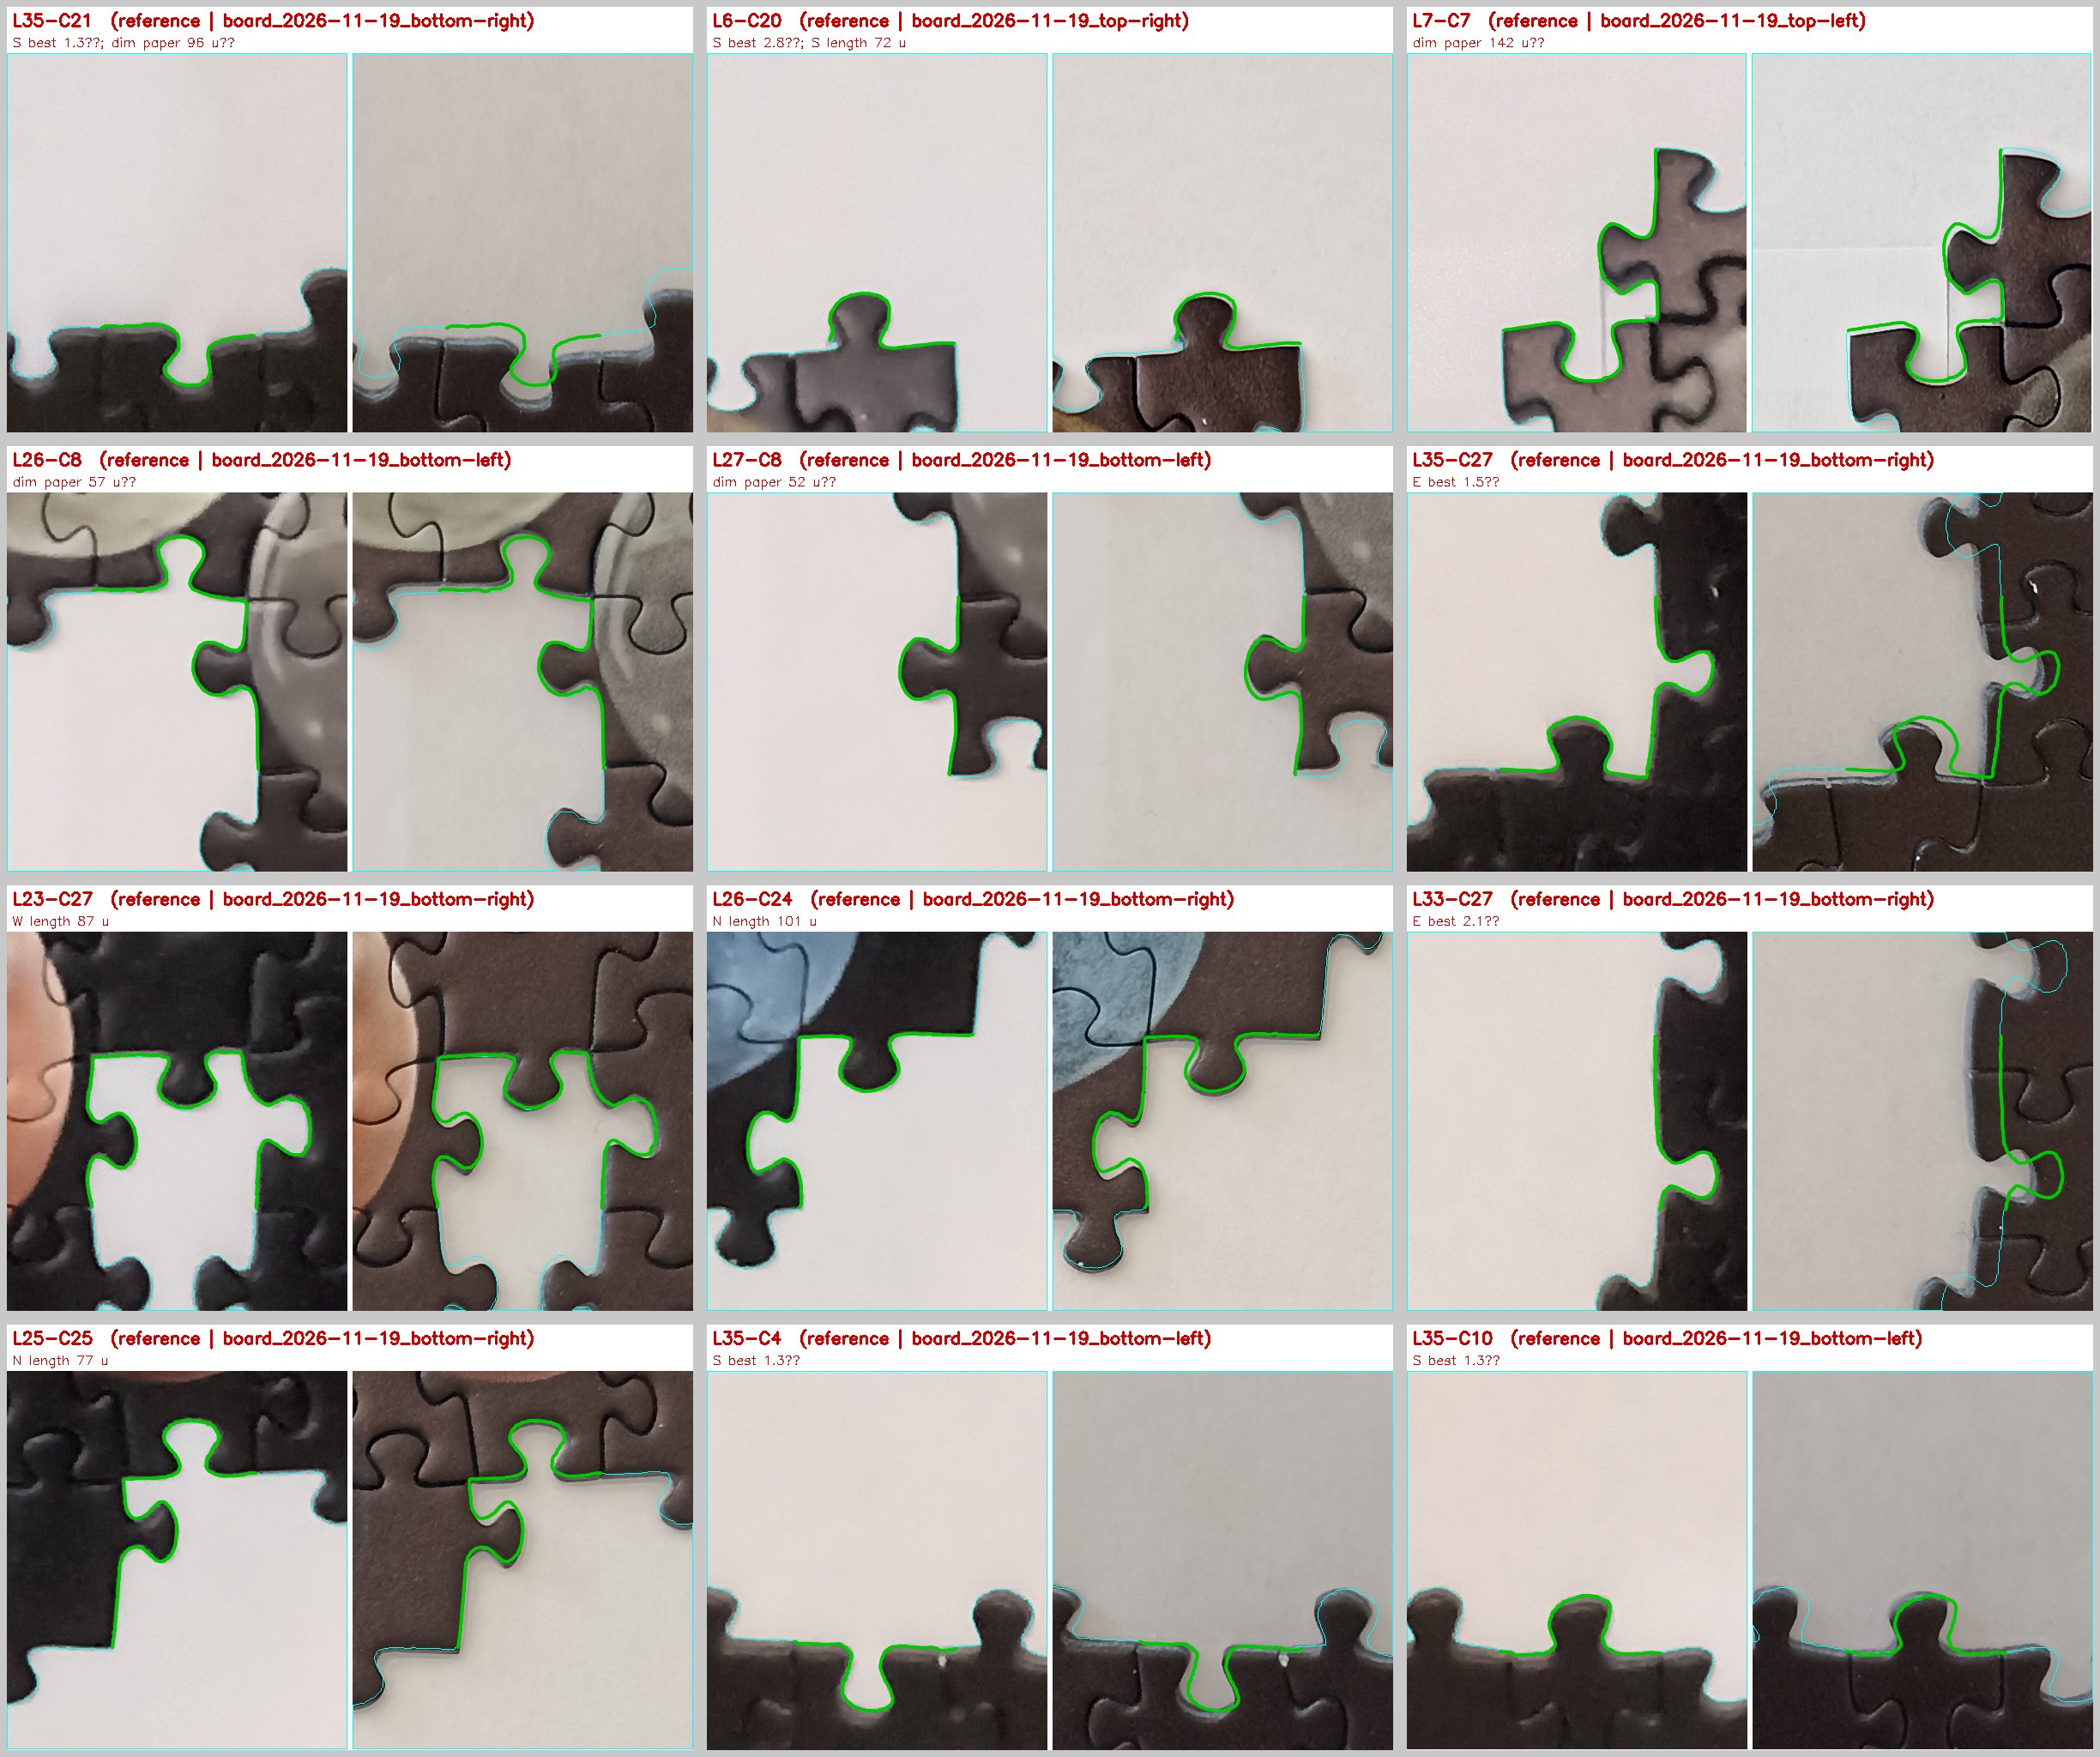 L35-C21 (reference | board_2026-11-19_bottom-right)
S best 1.3??; dim paper 96 u??
L6-C20 (reference | board_2026-11-19_top-right)
S best 2.8??; S length 72 u
L7-C7 (reference | board_2026-11-19_top-left)
dim paper 142 u??
L26-C8 (reference | board_2026-11-19_bottom-left)
dim paper 57 u??
L27-C8 (reference | board_2026-11-19_bottom-left)
dim paper 52 u??
L35-C27 (reference | board_2026-11-19_bottom-right)
E best 1.5??
L23-C27 (reference | board_2026-11-19_bottom-right)
W length 87 u
L26-C24 (reference | board_2026-11-19_bottom-right)
N length 101 u
L33-C27 (reference | board_2026-11-19_bottom-right)
E best 2.1??
L25-C25 (reference | board_2026-11-19_bottom-right)
N length 77 u
L35-C4 (reference | board_2026-11-19_bottom-left)
S best 1.3??
L35-C10 (reference | board_2026-11-19_bottom-left)
S best 1.3??